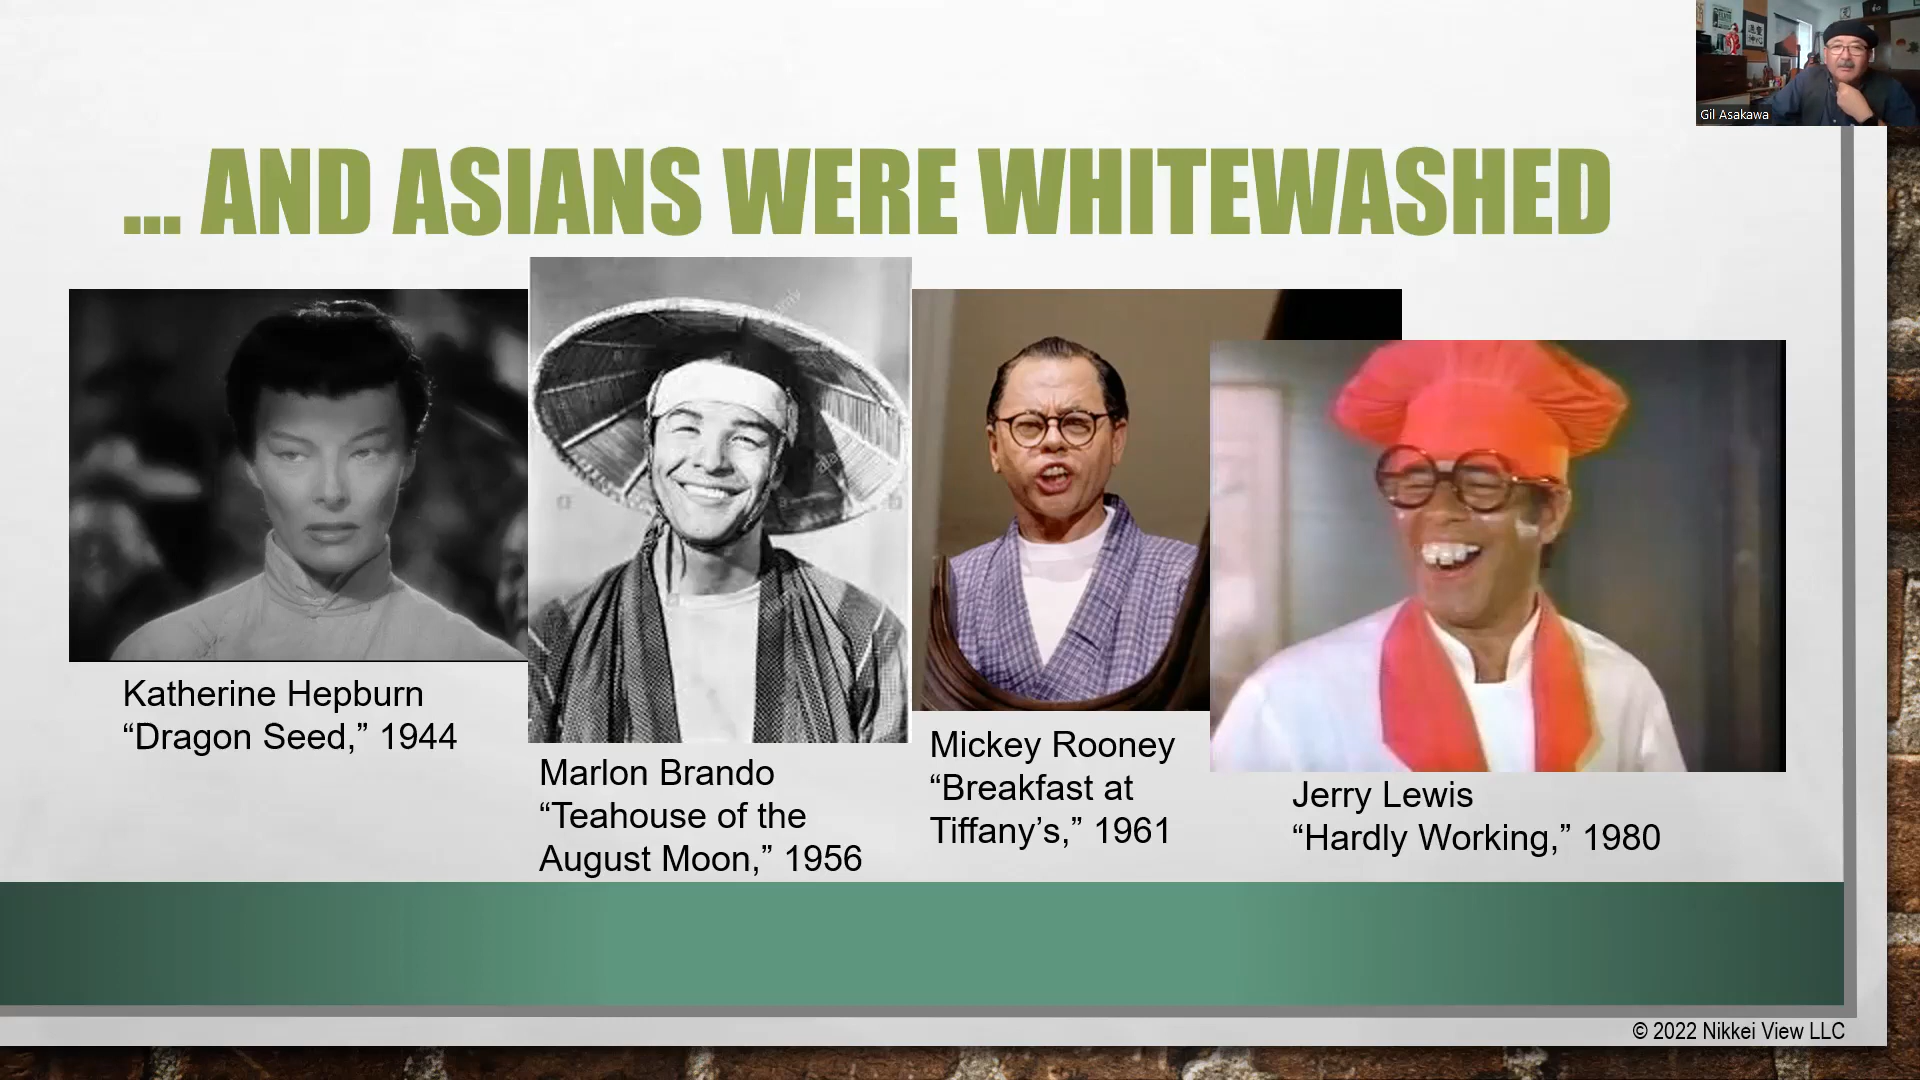 Gil Asakawa
... AND ASIANS WERE WHITEWASHED
Katherine Hepburn
“Dragon Seed,” 1944
Marlon Brando
“Teahouse of the
August Moon,” 1956
Mickey Rooney
“Breakfast at
Tiffany’s,” 1961
Jerry Lewis
“Hardly Working,” 1980
© 2022 Nikkei View LLC